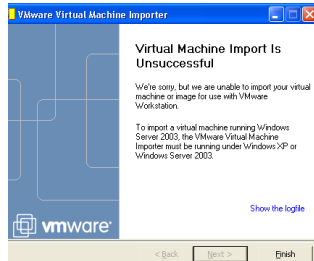 VMware Virtual Machine Importer
Virtual Machine Import Is
Unsuccessful
We're sorry, but we are unable to import your virtual
machine or image for use with VMware
Workstation.
To import a virtual machine running Windows
Server 2003, the VMware Virtual Machine
Importer must be running under Windows XP or
Windows Server 2003.
Show the logfile
vmware
< Back
Next >
Finish